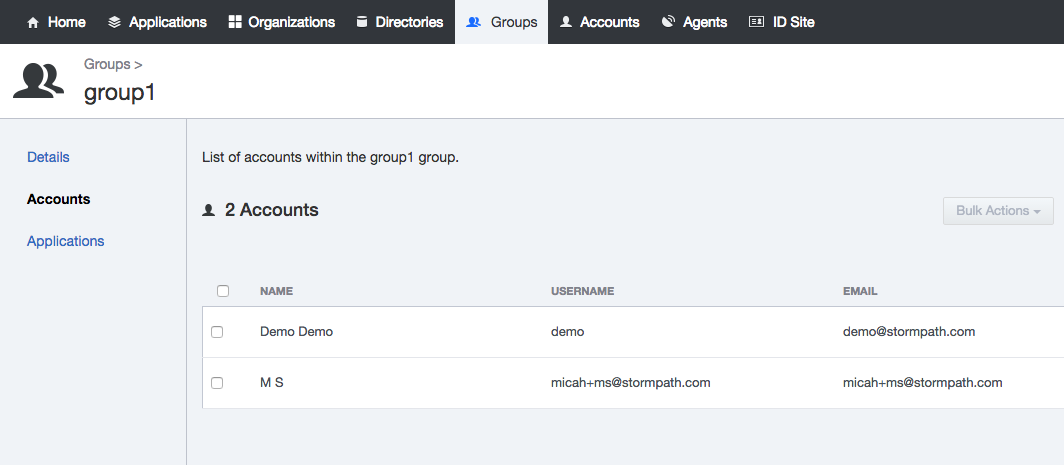 Home Applications Organizations Directories Groups Accounts Agents ID Site
Groups >
group1
Details
Accounts
Applications
List of accounts within the group1 group.
2 Accounts
Bulk Actions
NAME USERNAME EMAIL
Demo Demo demo demo@stormpath.com
M S micah+ms@stormpath.com micah+ms@stormpath.com